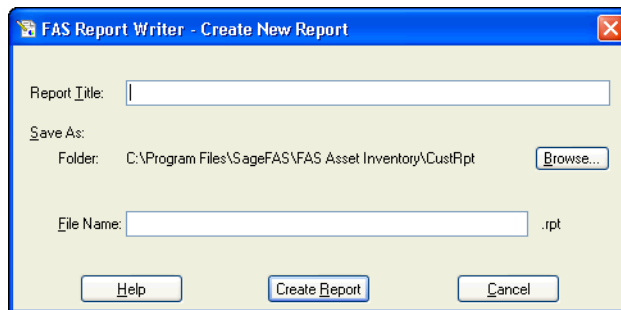 FAS Report Writer - Create New Report
Report Title:
Save As:
Folder: C:\Program Files\SageFAS\FAS Asset Inventory\CustRpt Browse...
File Name: .rpt
Help Create Report Cancel